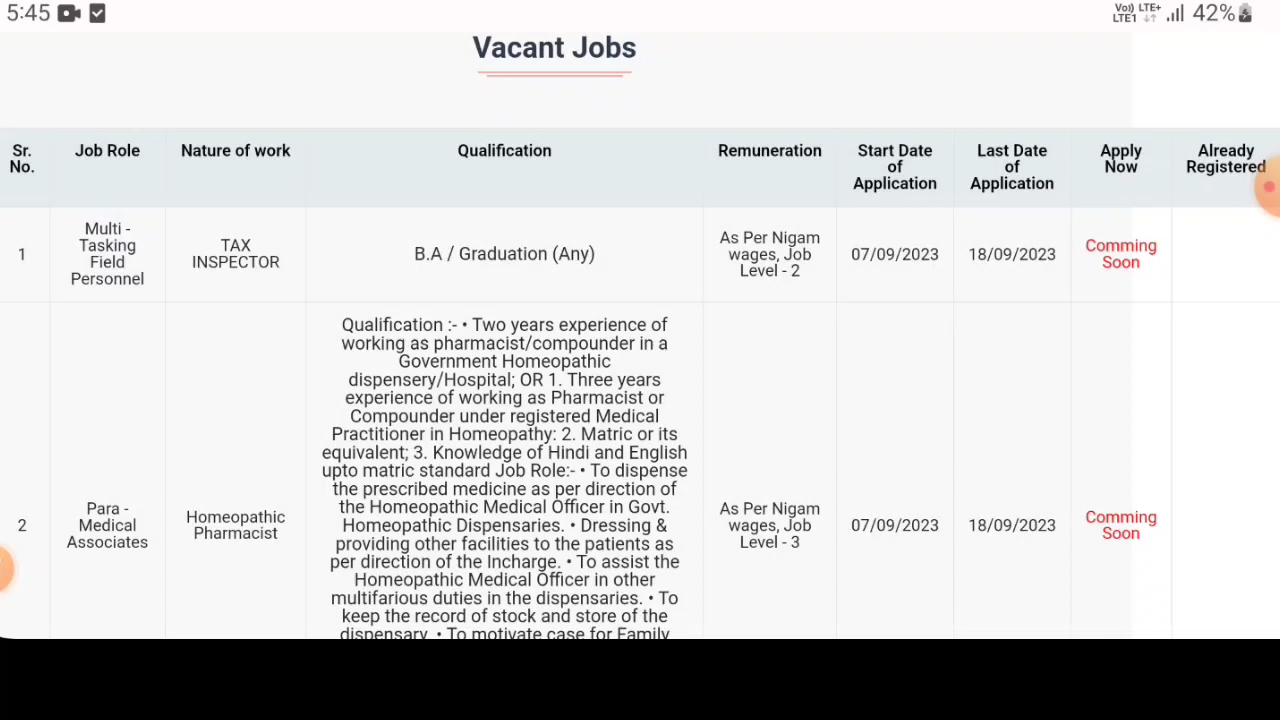 5:45
Vo)) LTE+
LTE1
42%
Vacant Jobs
Sr.
No.
Job Role
Nature of work
Qualification
Remuneration
Start Date
of
Application
Last Date
of
Application
Apply
Now
Already
Registered
1
Multi -
Tasking
Field
Personnel
TAX
INSPECTOR
B.A / Graduation (Any)
As Per Nigam
wages, Job
Level - 2
07/09/2023
18/09/2023
Comming
Soon
2
Para -
Medical
Associates
Homeopathic
Pharmacist
Qualification :- • Two years experience of
working as pharmacist/compounder in a
Government Homeopathic
dispensery/Hospital; OR 1. Three years
experience of working as Pharmacist or
Compounder under registered Medical
Practitioner in Homeopathy: 2. Matric or its
equivalent; 3. Knowledge of Hindi and English
upto matric standard Job Role:- • To dispense
the prescribed medicine as per direction of
the Homeopathic Medical Officer in Govt.
Homeopathic Dispensaries. • Dressing &
providing other facilities to the patients as
per direction of the Incharge. • To assist the
Homeopathic Medical Officer in other
multifarious duties in the dispensaries. • To
keep the record of stock and store of the
dispensary. • To motivate case for Family
As Per Nigam
wages, Job
Level - 3
07/09/2023
18/09/2023
Comming
Soon